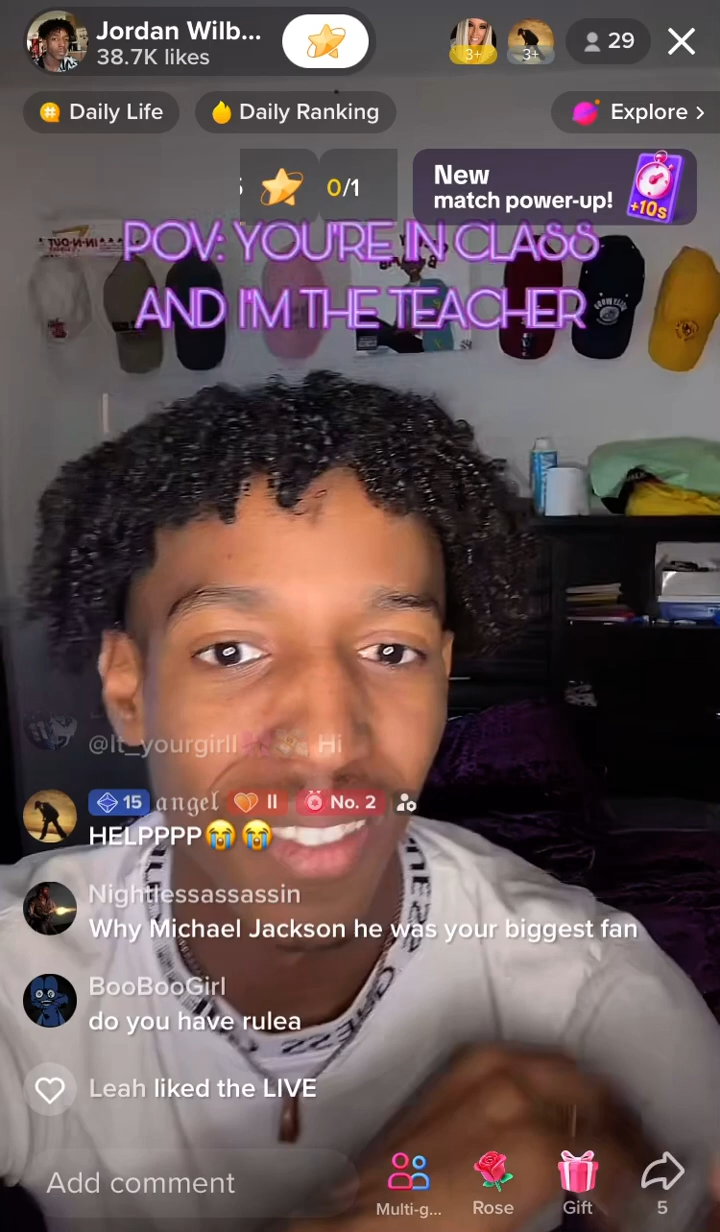 Jordan Wilb...
38.7K likes
3+
3+
29
Daily Life
Daily Ranking
Explore
0/1
New
match power-up!
+10s
POV: YOU'RE IN CLASS
AND I'M THE TEACHER
IN-N-OUT
@It_yourgirll Hi
15 𝔞𝔫𝔤𝔢𝔩 II No. 2
HELPPPP😭😭
Nightlessassassin
Why Michael Jackson he was your biggest fan
BooBooGirl
do you have rulea
Leah liked the LIVE
Add comment
Multi-g...
Rose
Gift
5